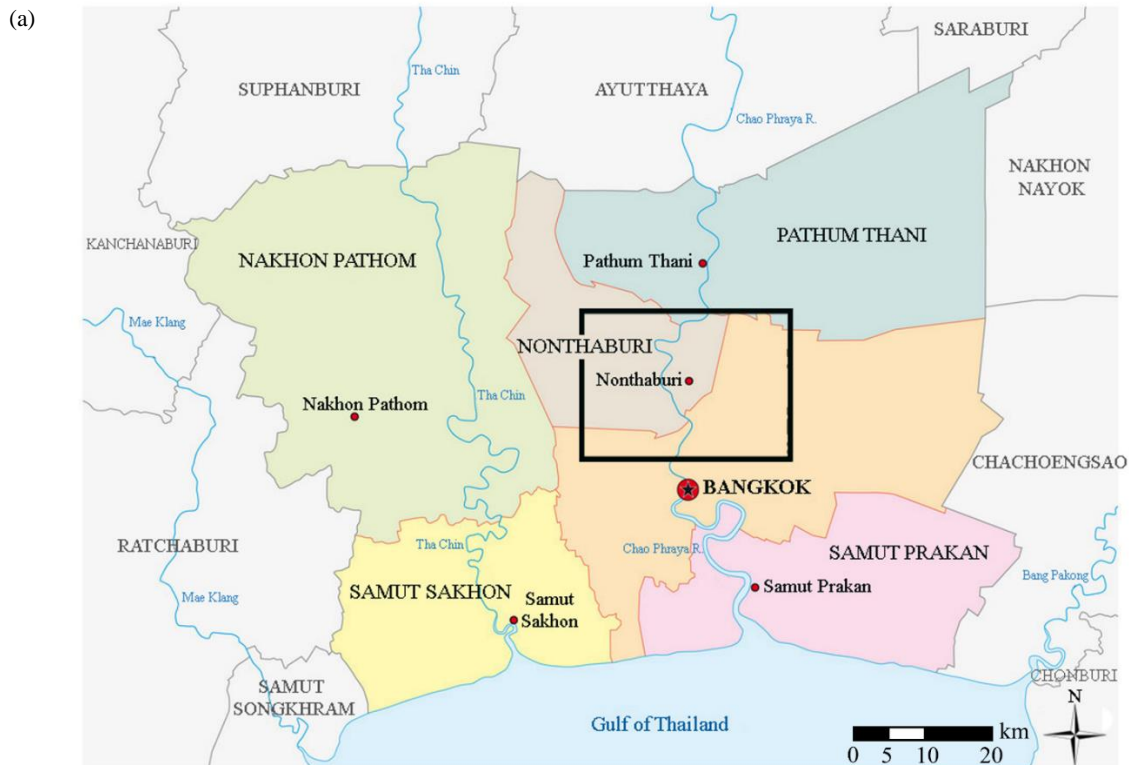 (a)
SARABURI
Tha Chin
SUPHANBURI
AYUTTHAYA
Chao Phraya R.
NAKHON
NAYOK
PATHUM THANI
KANCHANABURI
NAKHON PATHOM
Pathum Thani
Mae Klang
NONTHABURI
Nonthaburi
Tha Chin
Nakhon Pathom
CHACHOENGSAO
BANGKOK
RATCHABURI
Tha Chin
Chao Phraya R.
SAMUT PRAKAN
Bang Pakong
SAMUT SAKHON
Samut
Sakhon
Samut Prakan
Mae Klang
CHONBURI
SAMUT
SONGKHRAM
N
Gulf of Thailand
km
0 5 10 20